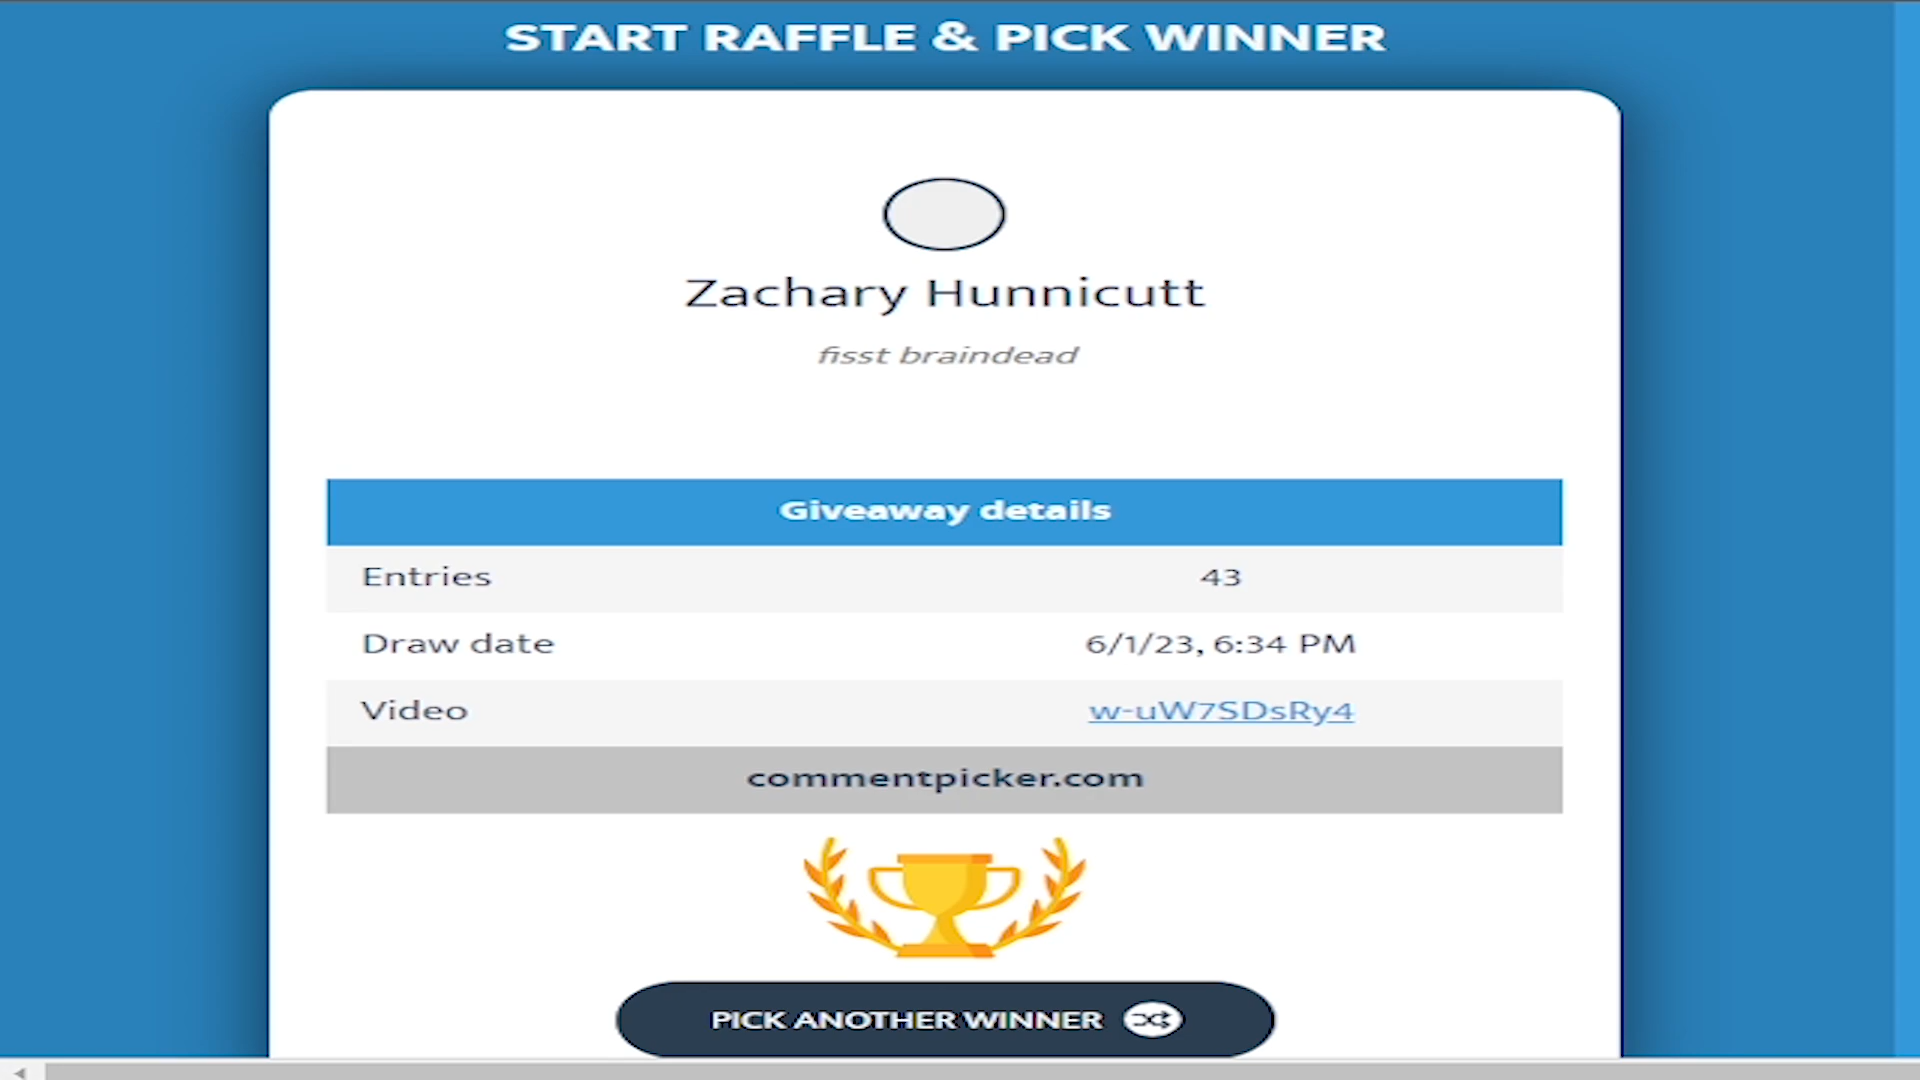 START RAFFLE & PICK WINNER
Zachary Hunnicutt
fisst braindead
Giveaway details
Entries 43
Draw date 6/1/23, 6:34 PM
Video w-uW7SDsRy4
commentpicker.com
PICK ANOTHER WINNER